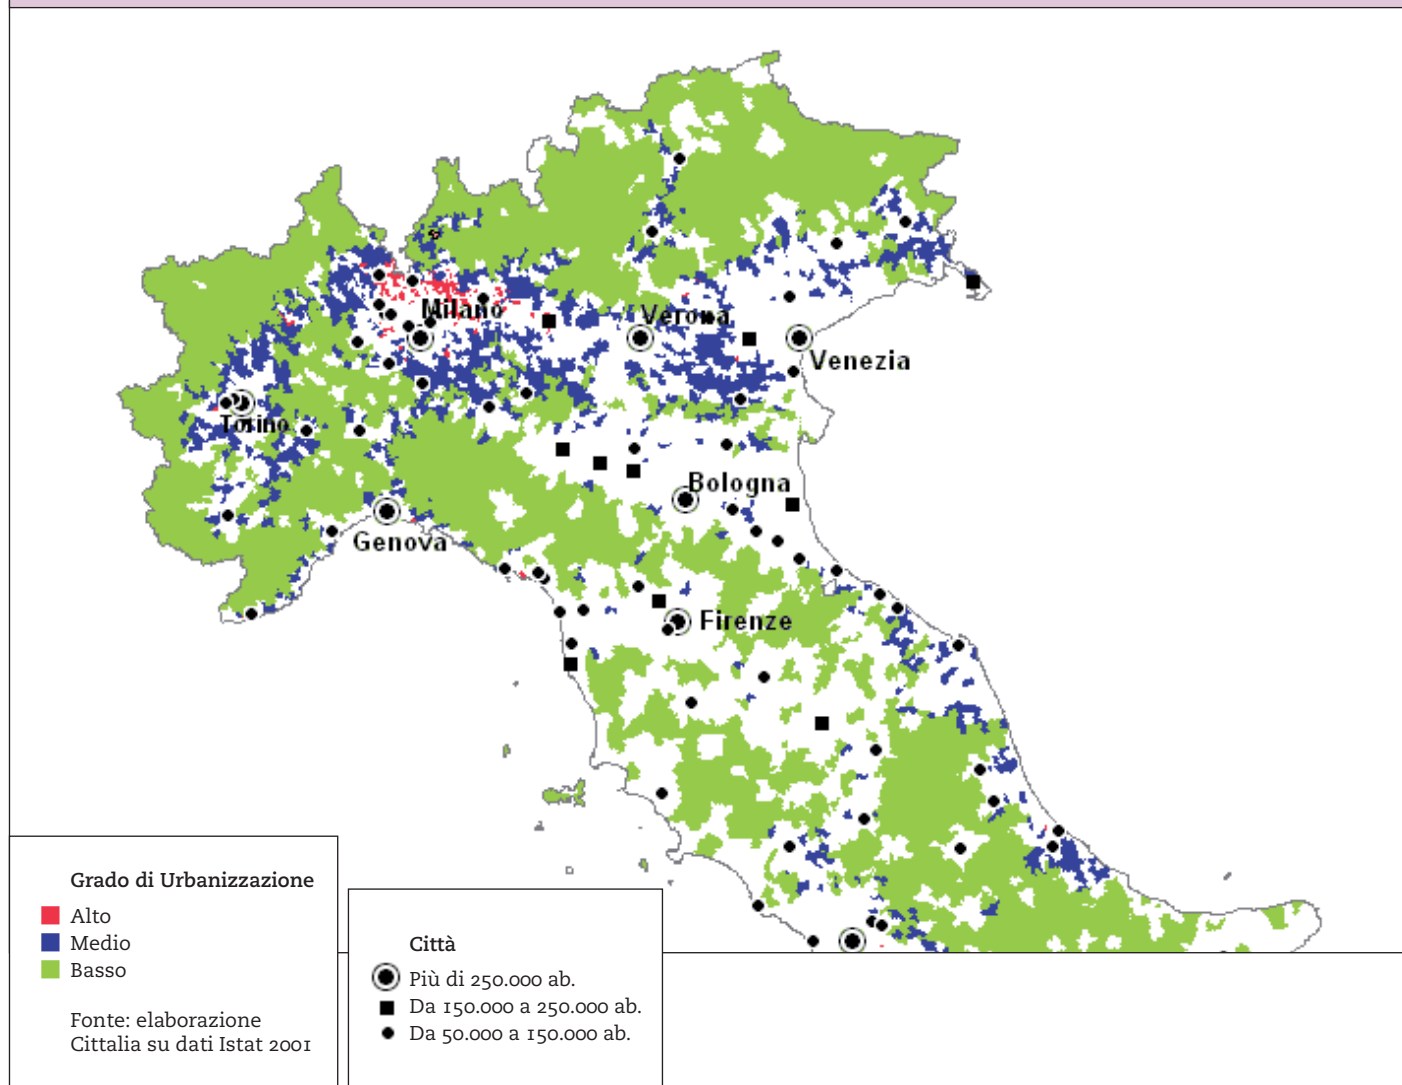 Milano
Verona
Venezia
Torino
Bologna
Genova
Firenze
Grado di Urbanizzazione
Alto
Medio
Basso
Fonte: elaborazione
Cittalia su dati Istat 2001
Città
Più di 250.000 ab.
Da 150.000 a 250.000 ab.
Da 50.000 a 150.000 ab.